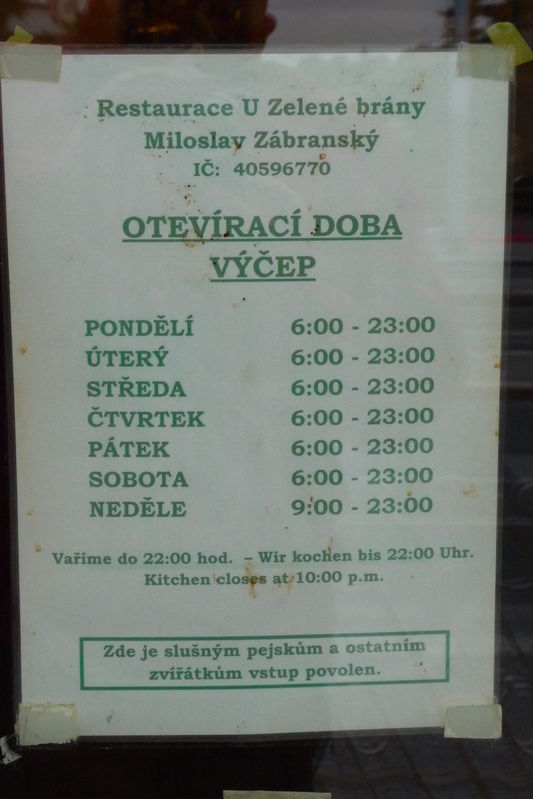 Restaurace U Zelené brány
Miloslav Zábranský
IČ: 40596770
OTEVÍRACÍ DOBA
VÝČEP
PONDĚLÍ 6:00 - 23:00
ÚTERÝ 6:00 - 23:00
STŘEDA 6:00 - 23:00
ČTVRTEK 6:00 - 23:00
PÁTEK 6:00 - 23:00
SOBOTA 6:00 - 23:00
NEDĚLE 9:00 - 23:00
Vaříme do 22:00 hod. – Wir kochen bis 22:00 Uhr.
Kitchen closes at 10:00 p.m.
Zde je slušným pejskům a ostatním
zvířátkům vstup povolen.